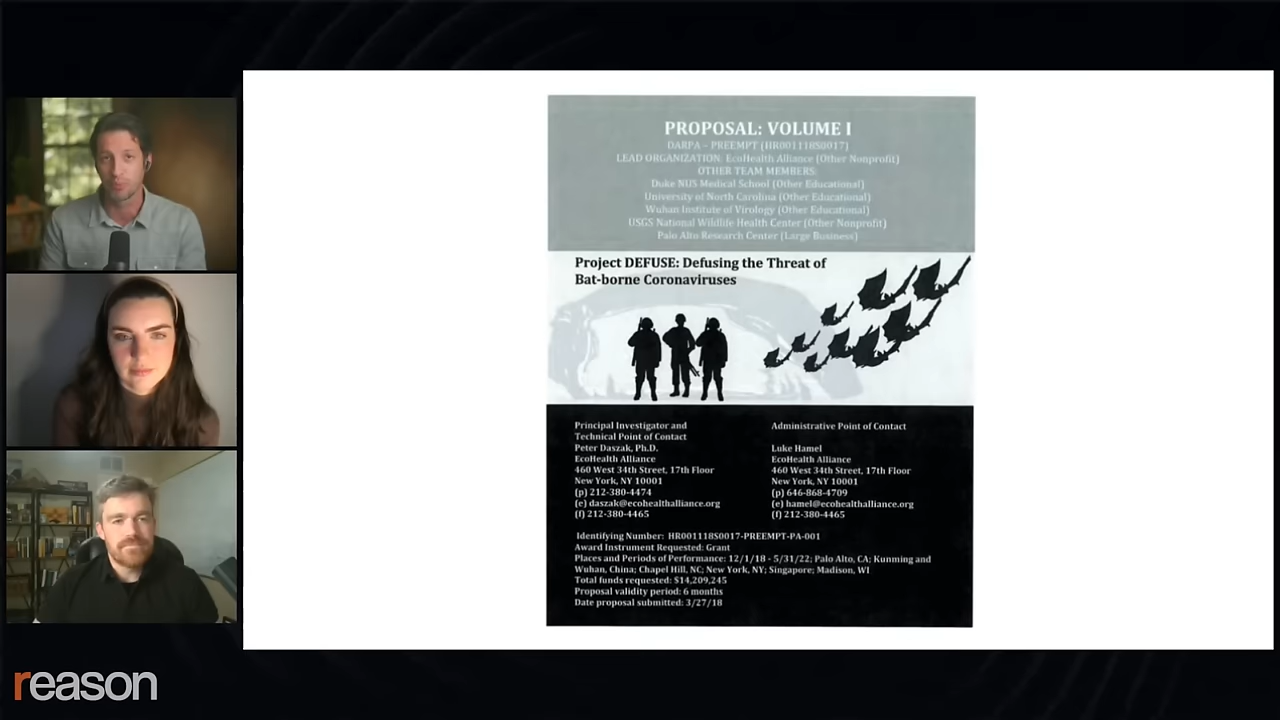 PROPOSAL: VOLUME I
DARPA – PREEMPT (HR001118S0017)
LEAD ORGANIZATION: EcoHealth Alliance (Other Nonprofit)
OTHER TEAM MEMBERS:
Duke NUS Medical School (Other Educational)
University of North Carolina (Other Educational)
Wuhan Institute of Virology (Other Educational)
USGS National Wildlife Health Center (Other Nonprofit)
Palo Alto Research Center (Large Business)
Project DEFUSE: Defusing the Threat of
Bat-borne Coronaviruses
Principal Investigator and
Technical Point of Contact
Peter Daszak, Ph.D.
EcoHealth Alliance
460 West 34th Street, 17th Floor
New York, NY 10001
(p) 212-380-4474
(e) daszak@ecohealthalliance.org
(f) 212-380-4465
Administrative Point of Contact
Luke Hamel
EcoHealth Alliance
460 West 34th Street, 17th Floor
New York, NY 10001
(p) 646-868-4709
(e) hamel@ecohealthalliance.org
(f) 212-380-4465
Identifying Number: HR001118S0017-PREEMPT-PA-001
Award Instrument Requested: Grant
Places and Periods of Performance: 12/1/18 - 5/31/22; Palo Alto, CA; Kunming and
Wuhan, China; Chapel Hill, NC; New York, NY; Singapore; Madison, WI
Total funds requested: $14,209,245
Proposal validity period: 6 months
Date proposal submitted: 3/27/18
reason